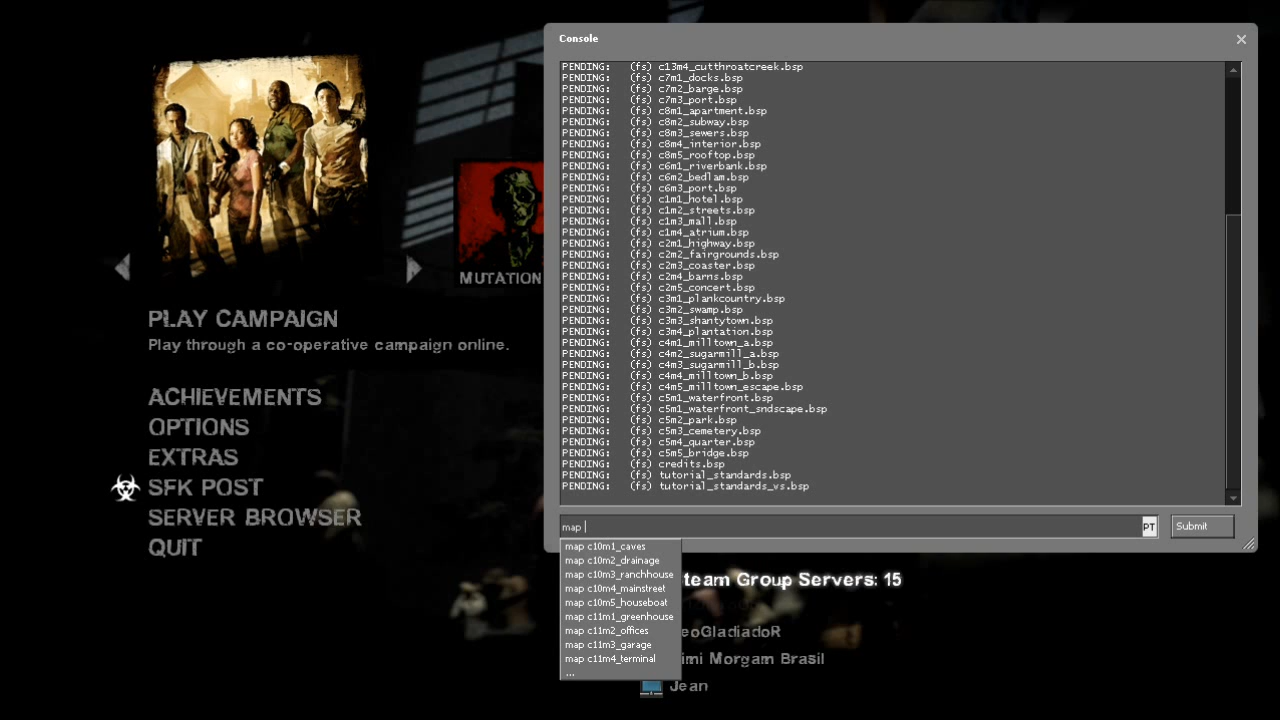 Console
PENDING: (fs) c13m4_cutthroatcreek.bsp
PENDING: (fs) c7m1_docks.bsp
PENDING: (fs) c7m2_barge.bsp
PENDING: (fs) c7m3_port.bsp
PENDING: (fs) c8m1_apartment.bsp
PENDING: (fs) c8m2_subway.bsp
PENDING: (fs) c8m3_sewers.bsp
PENDING: (fs) c8m4_interior.bsp
PENDING: (fs) c8m5_rooftop.bsp
PENDING: (fs) c6m1_riverbank.bsp
PENDING: (fs) c6m2_bedlam.bsp
PENDING: (fs) c6m3_port.bsp
PENDING: (fs) c1m1_hotel.bsp
PENDING: (fs) c1m2_streets.bsp
PENDING: (fs) c1m3_mall.bsp
PENDING: (fs) c1m4_atrium.bsp
PENDING: (fs) c2m1_highway.bsp
PENDING: (fs) c2m2_fairgrounds.bsp
PENDING: (fs) c2m3_coaster.bsp
PENDING: (fs) c2m4_barns.bsp
PENDING: (fs) c2m5_concert.bsp
PENDING: (fs) c3m1_plankcountry.bsp
PENDING: (fs) c3m2_swamp.bsp
PENDING: (fs) c3m3_shantytown.bsp
PENDING: (fs) c3m4_plantation.bsp
PENDING: (fs) c4m1_milltown_a.bsp
PENDING: (fs) c4m2_sugarmill_a.bsp
PENDING: (fs) c4m3_sugarmill_b.bsp
PENDING: (fs) c4m4_milltown_b.bsp
PENDING: (fs) c4m5_milltown_escape.bsp
PENDING: (fs) c5m1_waterfront.bsp
PENDING: (fs) c5m1_waterfront_sndscape.bsp
PENDING: (fs) c5m2_park.bsp
PENDING: (fs) c5m3_cemetery.bsp
PENDING: (fs) c5m4_quarter.bsp
PENDING: (fs) c5m5_bridge.bsp
PENDING: (fs) credits.bsp
PENDING: (fs) tutorial_standards.bsp
PENDING: (fs) tutorial_standards_vs.bsp
map
PT
Submit
map c10m1_caves
map c10m2_drainage
map c10m3_ranchhouse
map c10m4_mainstreet
map c10m5_houseboat
map c11m1_greenhouse
map c11m2_offices
map c11m3_garage
map c11m4_terminal
...
MUTATION
PLAY CAMPAIGN
Play through a co-operative campaign online.
ACHIEVEMENTS
OPTIONS
EXTRAS
SFK POST
SERVER BROWSER
QUIT
team Group Servers: 15
eoGladiadoR
imi Morgam Brasil
Jean